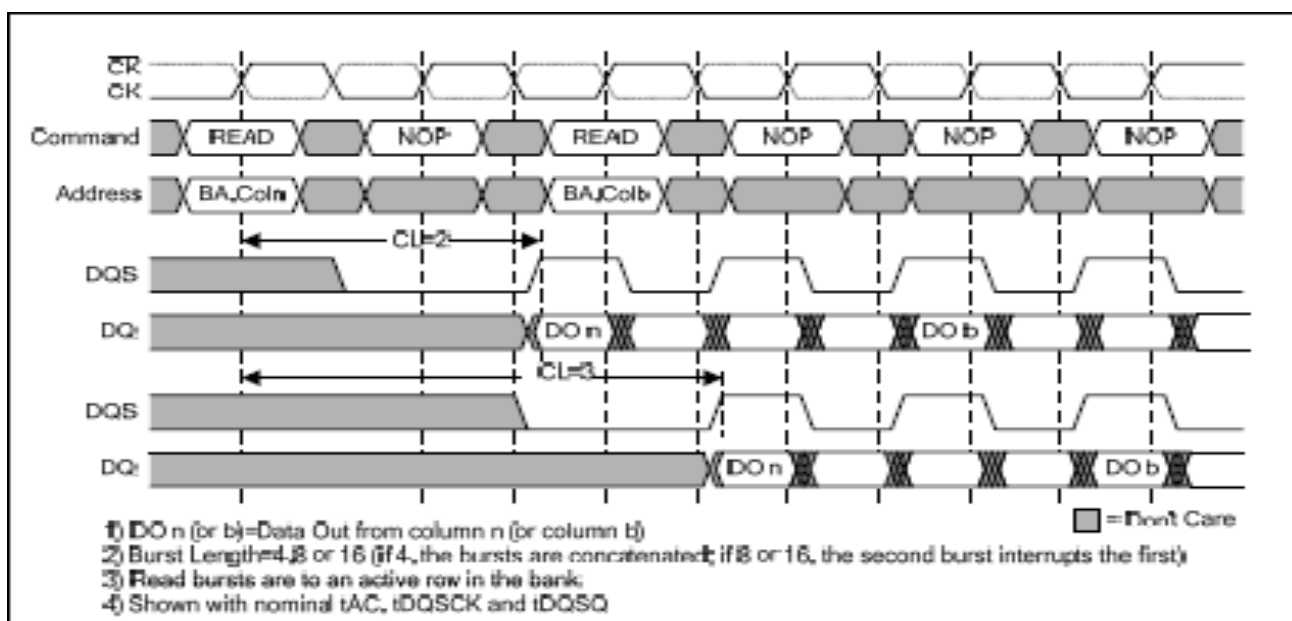 CK
CK
Command READ NOP READ NOP NOP NOP
Address BA,Coln BA,Colb
CL=2
DQS
DQ DO n DO b
CL=3
DQS
DQ DO n DO b
=Don't Care
1) DO n (or b)=Data Out from column n (or column b)
2) Burst Length=4,8 or 16 (if 4, the bursts are concatenated; if 8 or 16, the second burst interrupts the first)
3) Read bursts are to an active row in the bank
4) Shown with nominal tAC, tDQSCK and tDQSQ